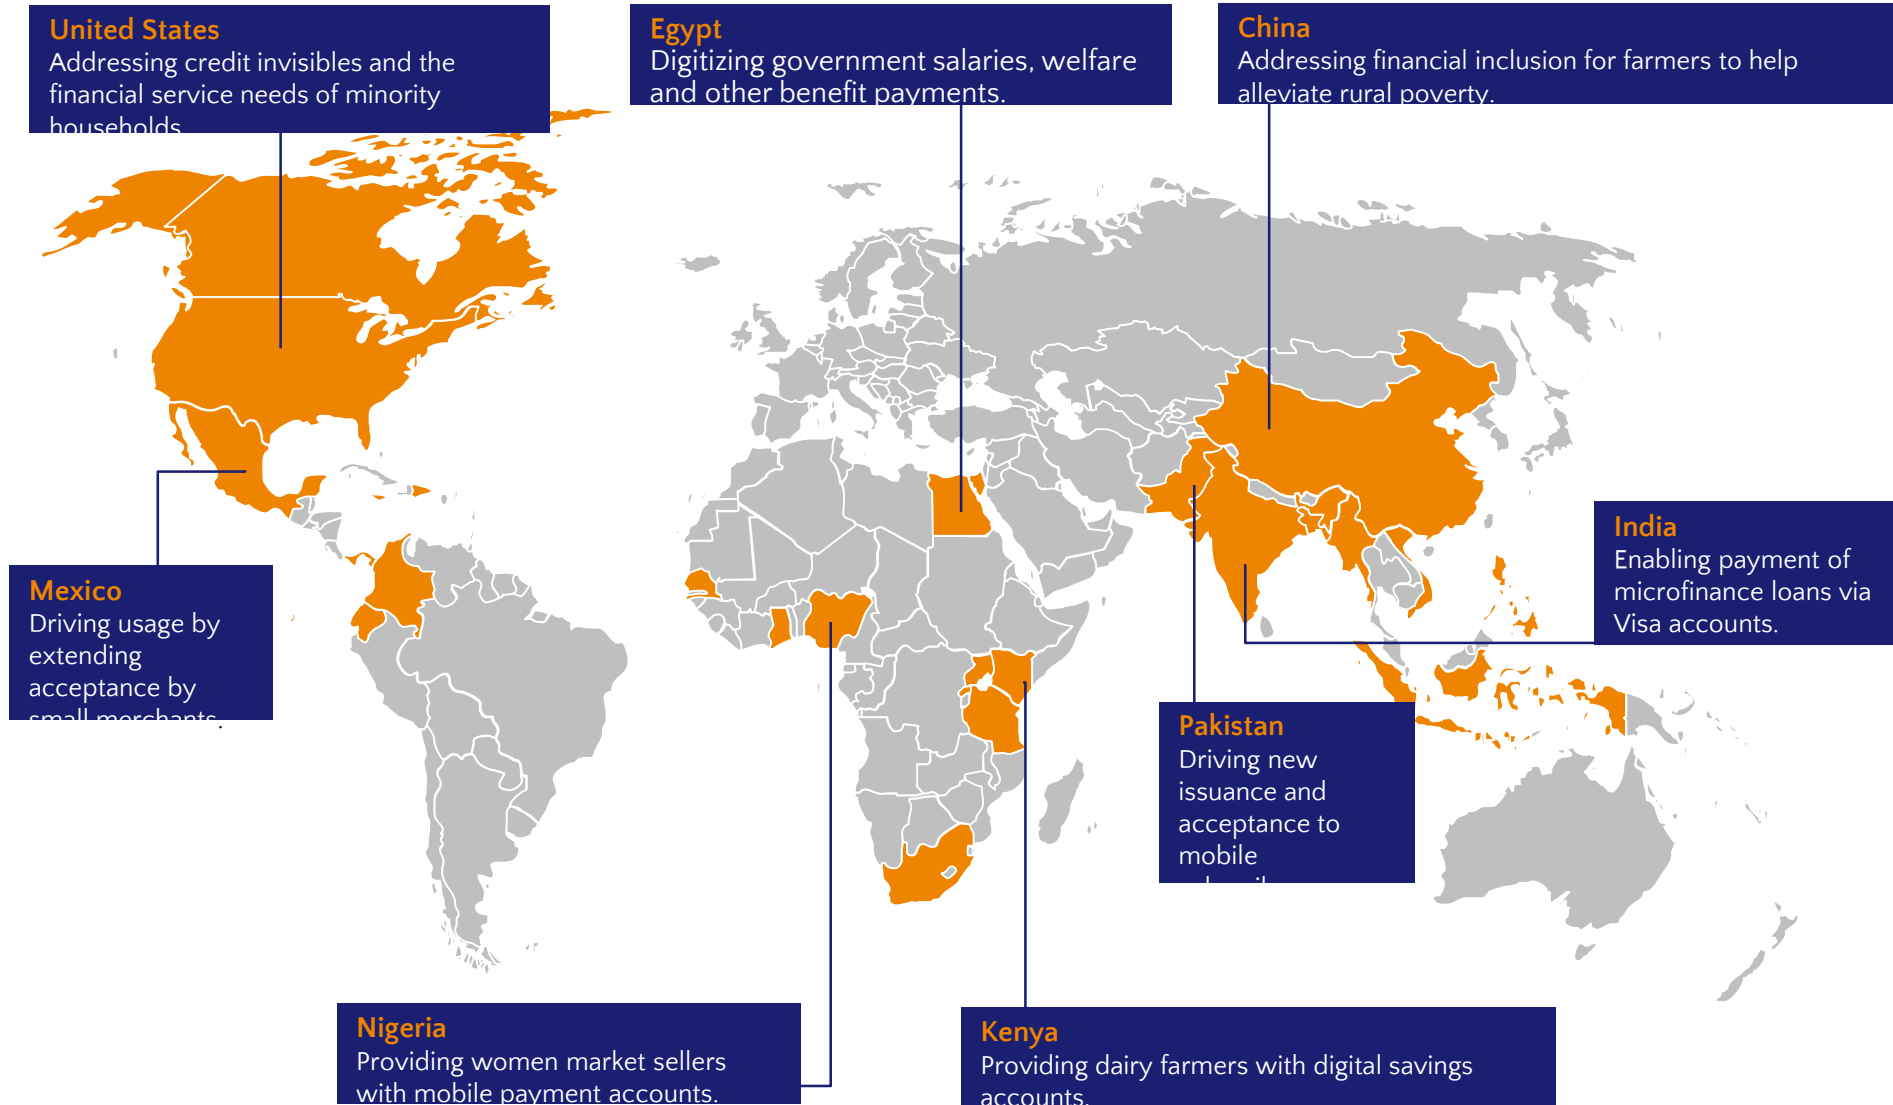 United States
Addressing credit invisibles and the
financial service needs of minority
households
Egypt
Digitizing government salaries, welfare
and other benefit payments.
China
Addressing financial inclusion for farmers to help
alleviate rural poverty.
India
Enabling payment of
microfinance loans via
Visa accounts.
Mexico
Driving usage by
extending
acceptance by
small merchants.
Pakistan
Driving new
issuance and
acceptance to
mobile
Nigeria
Providing women market sellers
with mobile payment accounts.
Kenya
Providing dairy farmers with digital savings
accounts.